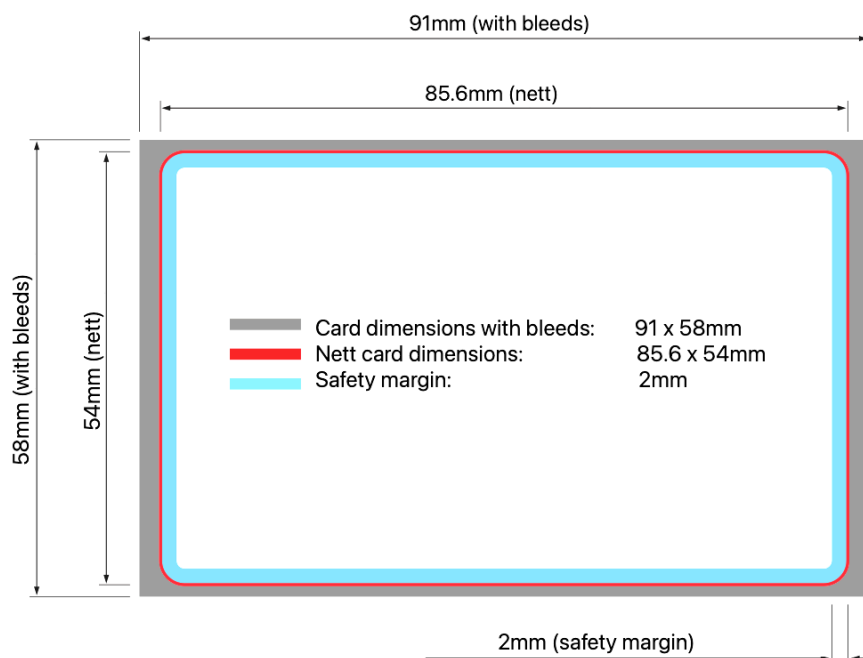 91mm (with bleeds)
85.6mm (nett)
58mm (with bleeds)
54mm (nett)
Card dimensions with bleeds: 91 x 58mm
Nett card dimensions: 85.6 x 54mm
Safety margin: 2mm
2mm (safety margin)